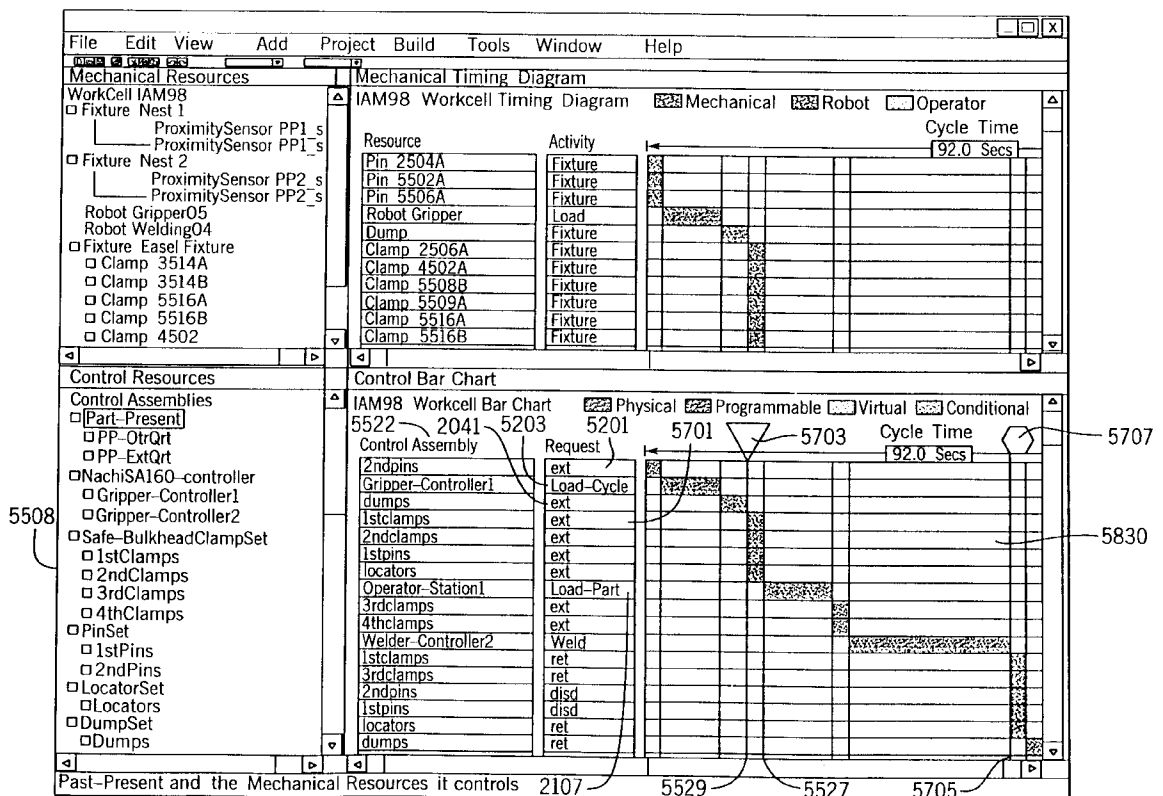 File Edit View Add Project Build Tools Window Help
Mechanical Resources
WorkCell IAM98
Fixture Nest 1
ProximitySensor PP1_s
ProximitySensor PP1_s
Fixture Nest 2
ProximitySensor PP2_s
ProximitySensor PP2_s
Robot Gripper05
Robot Welding04
Fixture Easel Fixture
Clamp 3514A
Clamp 3514B
Clamp 5516A
Clamp 5516B
Clamp 4502
Mechanical Timing Diagram
IAM98 Workcell Timing Diagram Mechanical Robot Operator
Cycle Time
Resource Activity 92.0 Secs
Pin 2504A Fixture
Pin 5502A Fixture
Pin 5506A Fixture
Robot Gripper Load
Dump Fixture
Clamp 2506A Fixture
Clamp 4502A Fixture
Clamp 5508B Fixture
Clamp 5509A Fixture
Clamp 5516A Fixture
Clamp 5516B Fixture
Control Resources
Control Assemblies
Part-Present
PP-OtrQrt
PP-ExtQrt
NachiSA160-controller
Gripper-Controller1
Gripper-Controller2
5508
Safe-BulkheadClampSet
1stClamps
2ndClamps
3rdClamps
4thClamps
PinSet
1stPins
2ndPins
LocatorSet
Locators
DumpSet
Dumps
Control Bar Chart
IAM98 Workcell Bar Chart Physical Programmable Virtual Conditional
5522 2041 5203 5201 5701 5703 Cycle Time 5707
Control Assembly Request 92.0 Secs
2ndpins ext
Gripper-Controller1 Load-Cycle
dumps ext
1stclamps ext
2ndclamps ext 5830
1stpins ext
locators ext
Operator-Station1 Load-Part
3rdclamps ext
4thclamps ext
Welder-Controller2 Weld
1stclamps ret
3rdclamps ret
2ndpins disd
1stpins disd
locators ret
dumps ret
Past-Present and the Mechanical Resources it controls 2107 5529 5527 5705